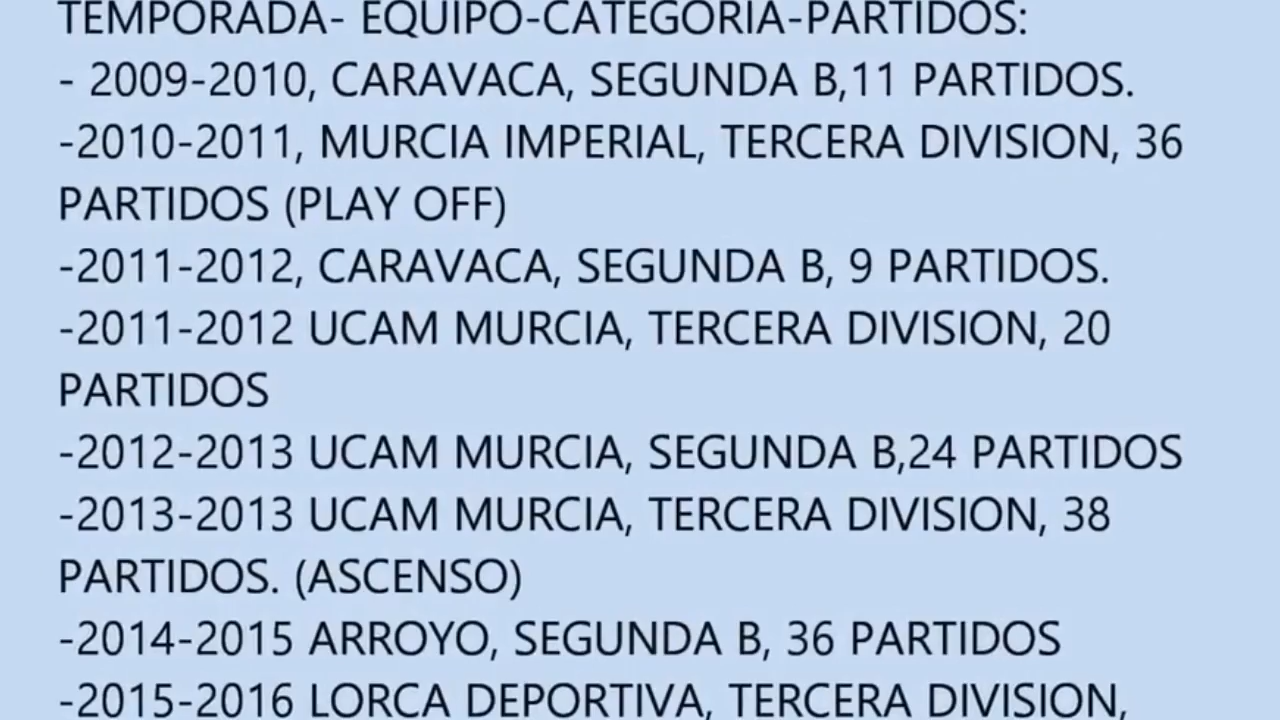 TEMPORADA- EQUIPO-CATEGORIA-PARTIDOS:
- 2009-2010, CARAVACA, SEGUNDA B,11 PARTIDOS.
-2010-2011, MURCIA IMPERIAL, TERCERA DIVISION, 36
PARTIDOS (PLAY OFF)
-2011-2012, CARAVACA, SEGUNDA B, 9 PARTIDOS.
-2011-2012 UCAM MURCIA, TERCERA DIVISION, 20
PARTIDOS
-2012-2013 UCAM MURCIA, SEGUNDA B,24 PARTIDOS
-2013-2013 UCAM MURCIA, TERCERA DIVISION, 38
PARTIDOS. (ASCENSO)
-2014-2015 ARROYO, SEGUNDA B, 36 PARTIDOS
-2015-2016 LORCA DEPORTIVA, TERCERA DIVISION,